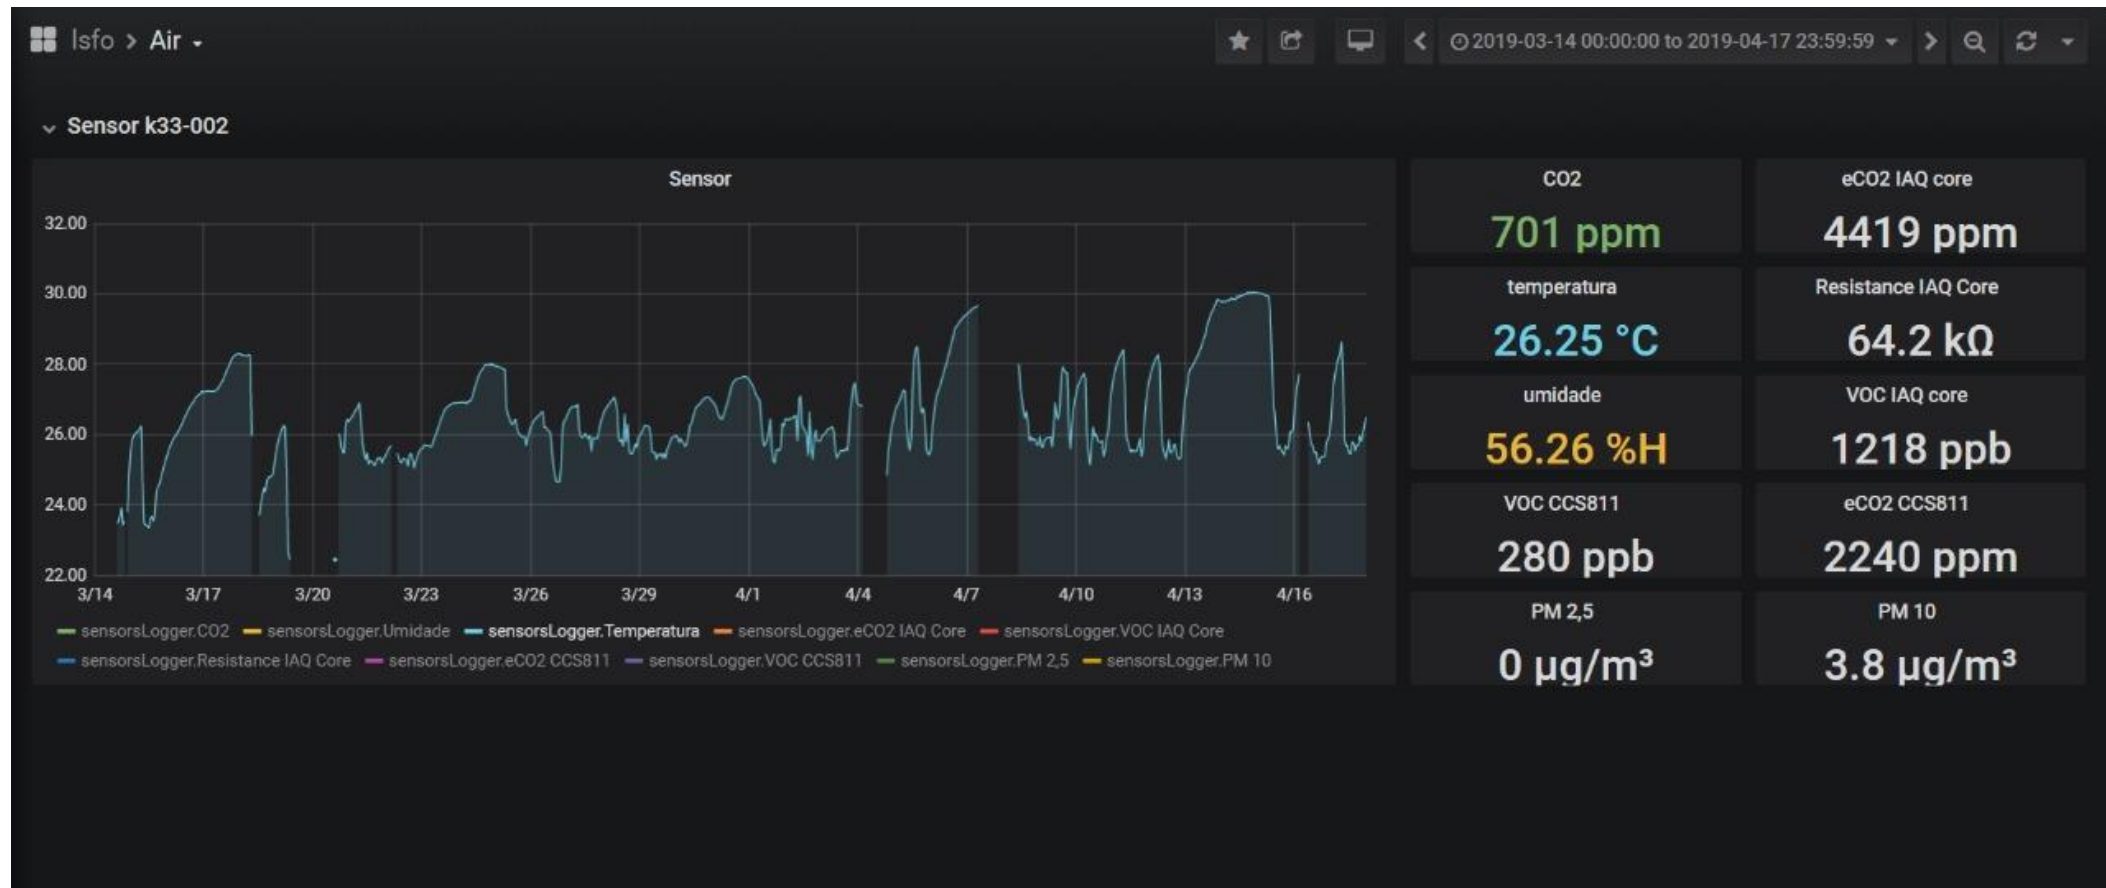 lsfo > Air
2019-03-14 00:00:00 to 2019-04-17 23:59:59
Sensor k33-002
Sensor
32.00
30.00
28.00
26.00
24.00
22.00
3/14 3/17 3/20 3/23 3/26 3/29 4/1 4/4 4/7 4/10 4/13 4/16
sensorsLogger.CO2 sensorsLogger.Umidade sensorsLogger.Temperatura sensorsLogger.eCO2 IAQ Core sensorsLogger.VOC IAQ Core
sensorsLogger.Resistance IAQ Core sensorsLogger.eCO2 CCS811 sensorsLogger.VOC CCS811 sensorsLogger.PM 2,5 sensorsLogger.PM 10
CO2
701 ppm
eCO2 IAQ core
4419 ppm
temperatura
26.25 °C
Resistance IAQ Core
64.2 kΩ
umidade
56.26 %H
VOC IAQ core
1218 ppb
VOC CCS811
280 ppb
eCO2 CCS811
2240 ppm
PM 2,5
0 µg/m³
PM 10
3.8 µg/m³